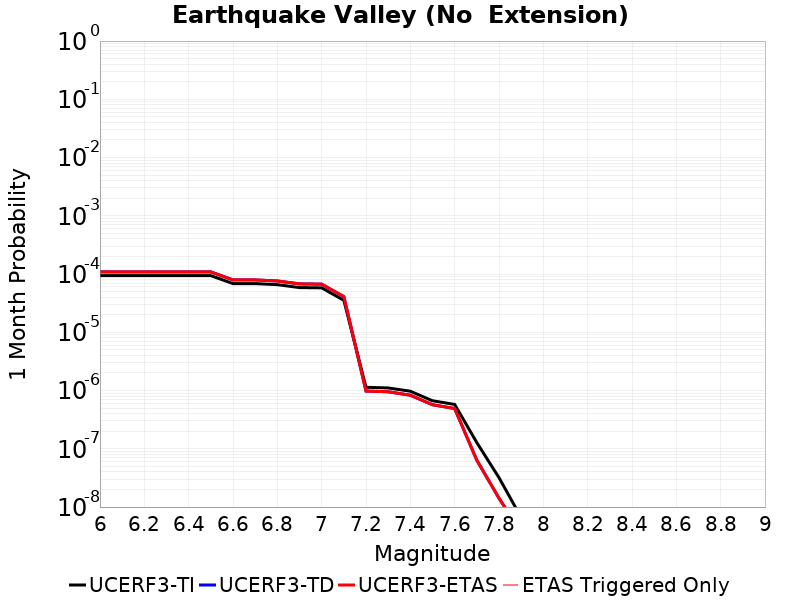 Earthquake Valley (No  Extension)
10^0
10^-1
10^-2
10^-3
10^-4
10^-5
10^-6
10^-7
10^-8
1 Month Probability
6 6.2 6.4 6.6 6.8 7 7.2 7.4 7.6 7.8 8 8.2 8.4 8.6 8.8 9
Magnitude
UCERF3-TI UCERF3-TD UCERF3-ETAS ETAS Triggered Only